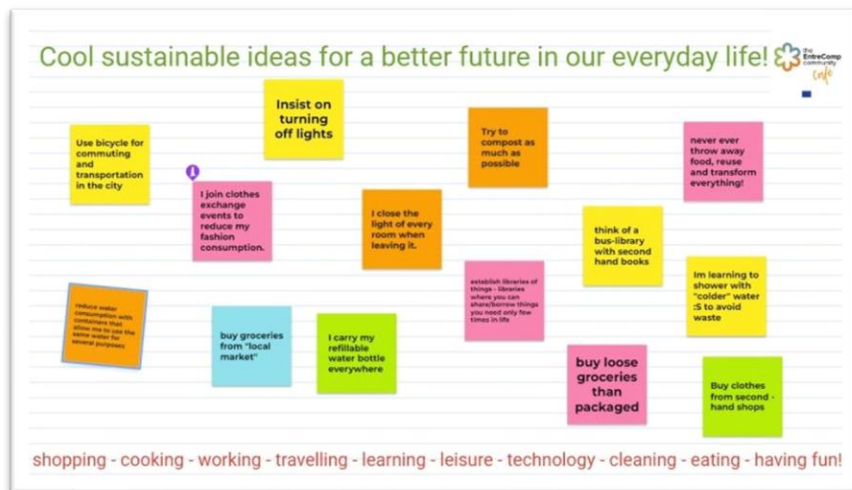 Cool sustainable ideas for a better future in our everyday life!
the
EntreComp
community
café
Insist on
turning
off lights
Use bicycle for
commuting
and
transportation
in the city
Try to
compost as
much as
possible
never ever
throw away
food, reuse
and transform
everything!
I join clothes
exchange
events to
reduce my
fashion
consumption.
I close the
light of every
room when
leaving it.
think of a
bus-library
with second
hand books
establish libraries of
things - libraries
where you can
share/borrow things
you need only few
times in life
Im learning to
shower with
"colder" water
:S to avoid
waste
reduce water
consumption with
containers that
allow me to use the
same water for
several purposes
buy groceries
from "local
market"
I carry my
refillable
water bottle
everywhere
buy loose
groceries
than
packaged
Buy clothes
from second -
hand shops
shopping - cooking - working - travelling - learning - leisure - technology - cleaning - eating - having fun!